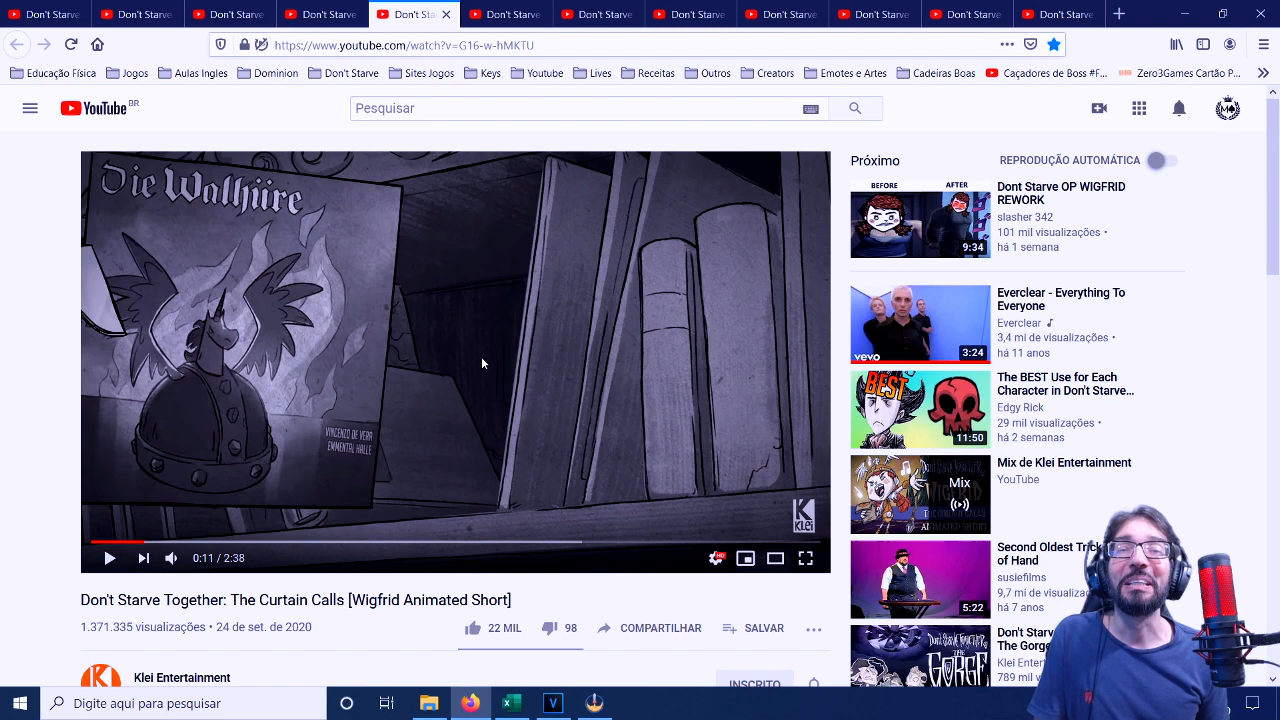 Don't Starve
Don't Starve
Don't Starve
Don't Starve
Don't Starve
Don't Starve
Don't Starve
Don't Starve
Don't Starve
Don't Starve
Don't Starve
Don't Starve
https://www.youtube.com/watch?v=G16-w-hMKTU
Educação Física
Jogos
Aulas Ingles
Dominion
Don't Starve
Sites Jogos
Keys
Youtube
Lives
Receitas
Outros
Creators
Emotes e Artes
Cadeiras Boas
Caçadores de Boss #F...
Zero3Games Cartão P...
YouTube BR
Pesquisar
Die Walküre
VINCENZO DE VERA
EMMENTAL HALLE
Klei
0:11 / 2:38
HD
Don't Starve Together: The Curtain Calls [Wigfrid Animated Short]
1.371.335 visualizações • 24 de set. de 2020
22 MIL
98
COMPARTILHAR
SALVAR
Klei Entertainment
INSCRITO
Próximo
REPRODUÇÃO AUTOMÁTICA
BEFORE
AFTER
9:34
Dont Starve OP WIGFRID
REWORK
slasher 342
101 mil visualizações •
há 1 semana
vevo
3:24
Everclear - Everything To
Everyone
Everclear
3,4 mi de visualizações •
há 11 anos
BEST
11:50
The BEST Use for Each
Character in Don't Starve...
Edgy Rick
29 mil visualizações •
há 2 semanas
Mix
WIGFRID
Mix de Klei Entertainment
YouTube
5:22
Second Oldest Trick
of Hand
susiefilms
9,7 mi de
há 7 anos
THE
GORGE
Don't Starv
The Gorge
Klei Entert
789 mil
Digite aqui para pesquisar